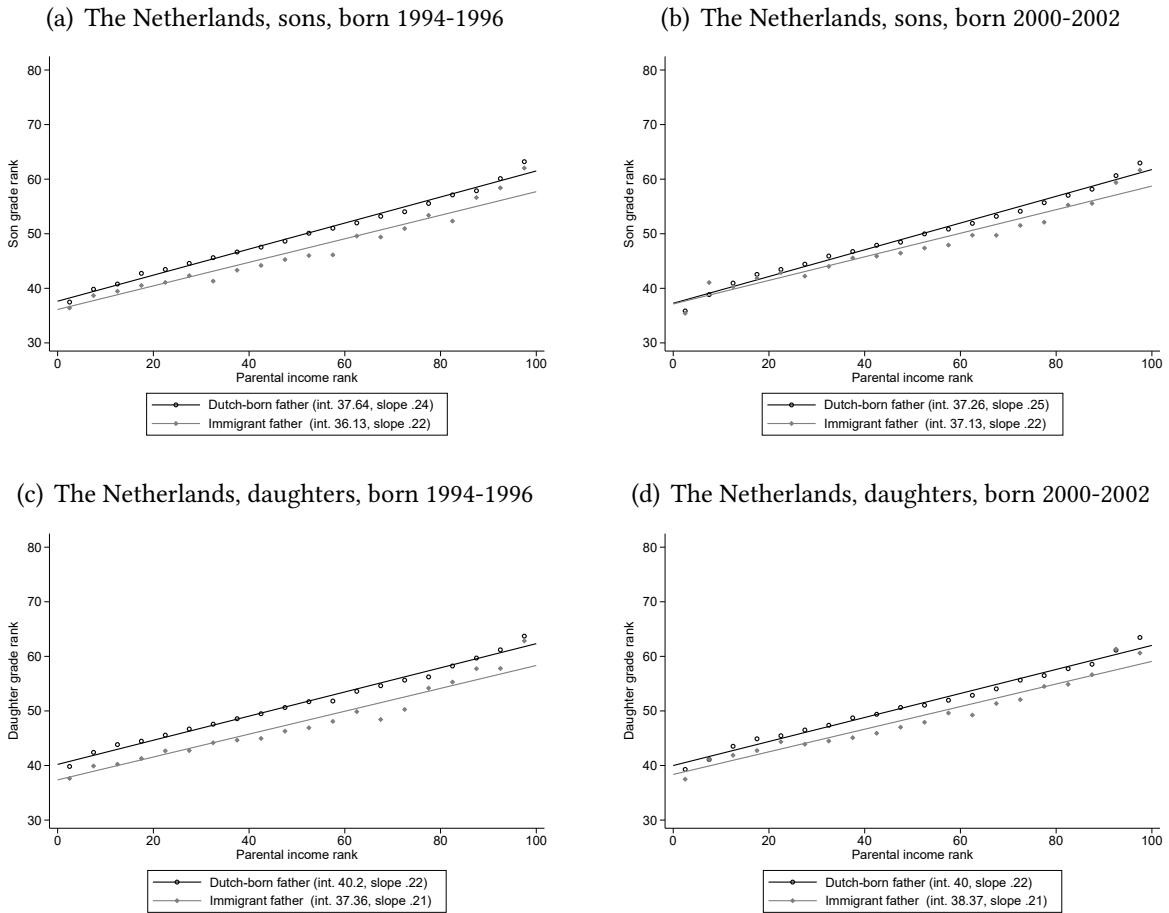 (a) The Netherlands, sons, born 1994-1996
80
70
60
50
40
30
Son grade rank
0 20 40 60 80 100
Parental income rank
Dutch-born father (int. 37.64, slope .24)
Immigrant father (int. 36.13, slope .22)
(b) The Netherlands, sons, born 2000-2002
80
70
60
50
40
30
Son grade rank
0 20 40 60 80 100
Parental income rank
Dutch-born father (int. 37.26, slope .25)
Immigrant father (int. 37.13, slope .22)
(c) The Netherlands, daughters, born 1994-1996
80
70
60
50
40
30
Daughter grade rank
0 20 40 60 80 100
Parental income rank
Dutch-born father (int. 40.2, slope .22)
Immigrant father (int. 37.36, slope .21)
(d) The Netherlands, daughters, born 2000-2002
80
70
60
50
40
30
Daughter grade rank
0 20 40 60 80 100
Parental income rank
Dutch-born father (int. 40, slope .22)
Immigrant father (int. 38.37, slope .21)